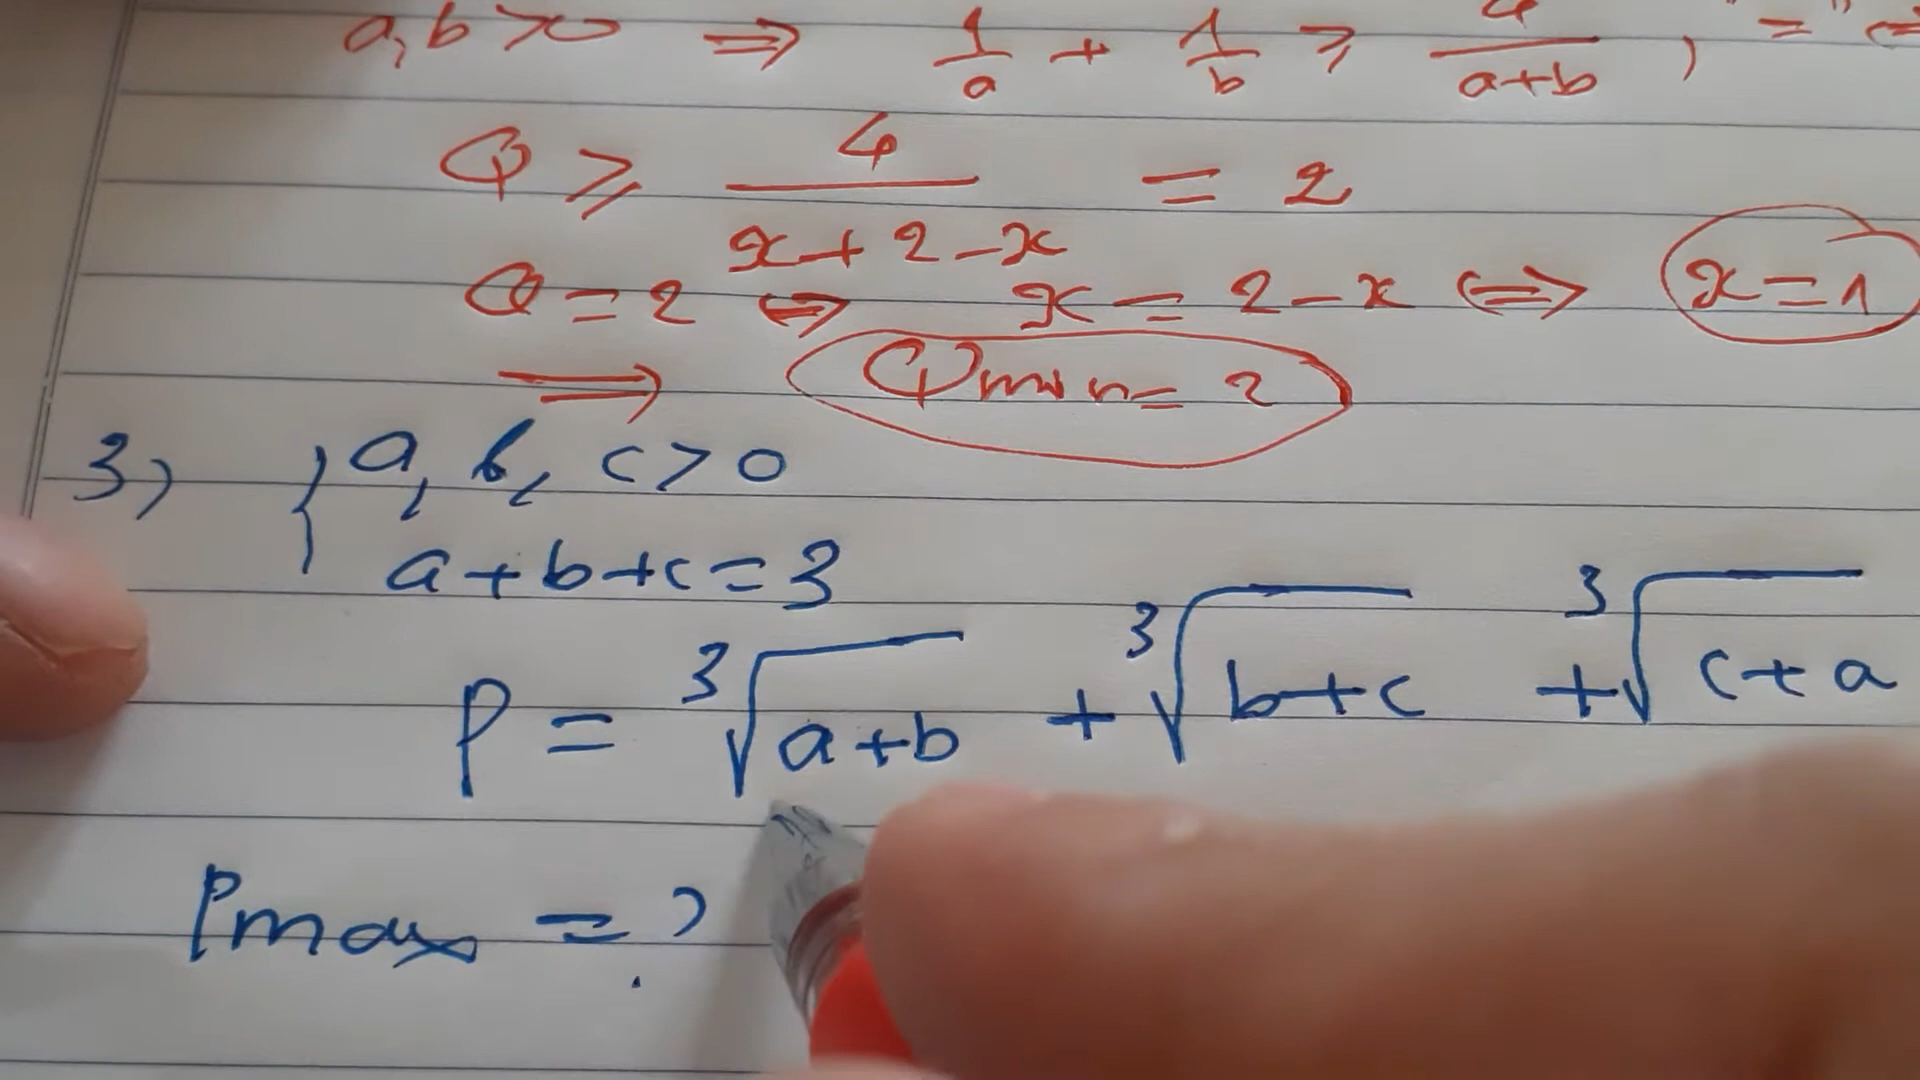 a, b > 0 ⇒ 1/a + 1/b ≥ 4/(a+b) , "=" ⇔
Q ≥ 4/(x+2-x) = 2
Q = 2 ⇔ x = 2 - x ⇔ x = 1
⇒ Qmin = 2
3) { a, b, c > 0
a + b + c = 3
P = ∛(a+b) + ∛(b+c) + ∛(c+a)
Pmax = ?